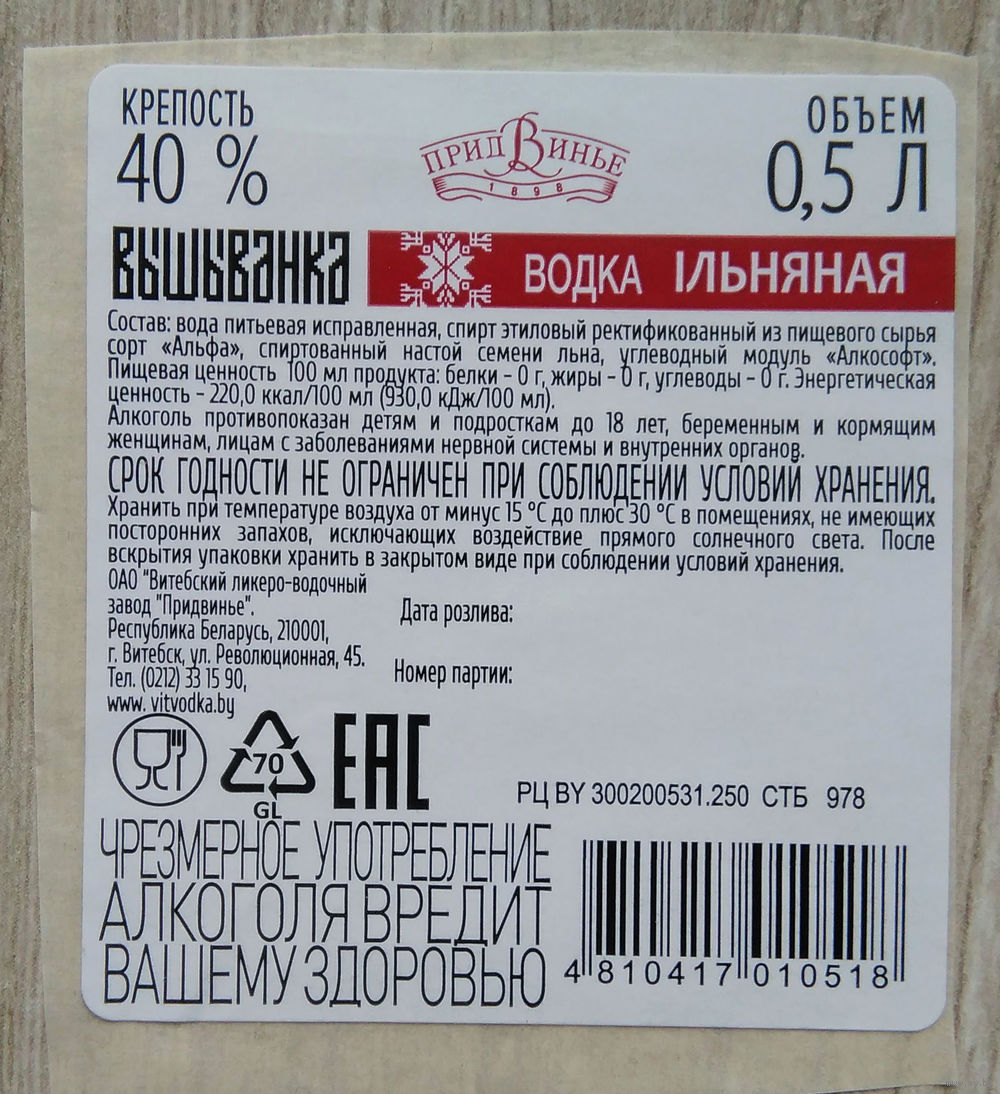 КРЕПОСТЬ
40 %
ПРИДВИНЬЕ
1898
ОБЪЕМ
0,5 Л
ВЫШЫВАНКА
ВОДКА ІЛЬНЯНАЯ
Состав: вода питьевая исправленная, спирт этиловый ректификованный из пищевого сырья
сорт «Альфа», спиртованный настой семени льна, углеводный модуль «Алкософт».
Пищевая ценность 100 мл продукта: белки - 0 г, жиры - 0 г, углеводы - 0 г. Энергетическая
ценность - 220,0 ккал/100 мл (930,0 кДж/100 мл).
Алкоголь противопоказан детям и подросткам до 18 лет, беременным и кормящим
женщинам, лицам с заболеваниями нервной системы и внутренних органов.
СРОК ГОДНОСТИ НЕ ОГРАНИЧЕН ПРИ СОБЛЮДЕНИИ УСЛОВИЙ ХРАНЕНИЯ.
Хранить при температуре воздуха от минус 15 °С до плюс 30 °С в помещениях, не имеющих
посторонних запахов, исключающих воздействие прямого солнечного света. После
вскрытия упаковки хранить в закрытом виде при соблюдении условий хранения.
ОАО "Витебский ликеро-водочный
завод "Придвинье".
Республика Беларусь, 210001,
г. Витебск, ул. Революционная, 45.
Тел. (0212) 33 15 90,
www. vitvodka.by
Дата розлива:
Номер партии:
70
GL
ЕАС
РЦ BY 300200531.250 СТБ 978
ЧРЕЗМЕРНОЕ УПОТРЕБЛЕНИЕ
АЛКОГОЛЯ ВРЕДИТ
ВАШЕМУ ЗДОРОВЬЮ
4 810417 010518